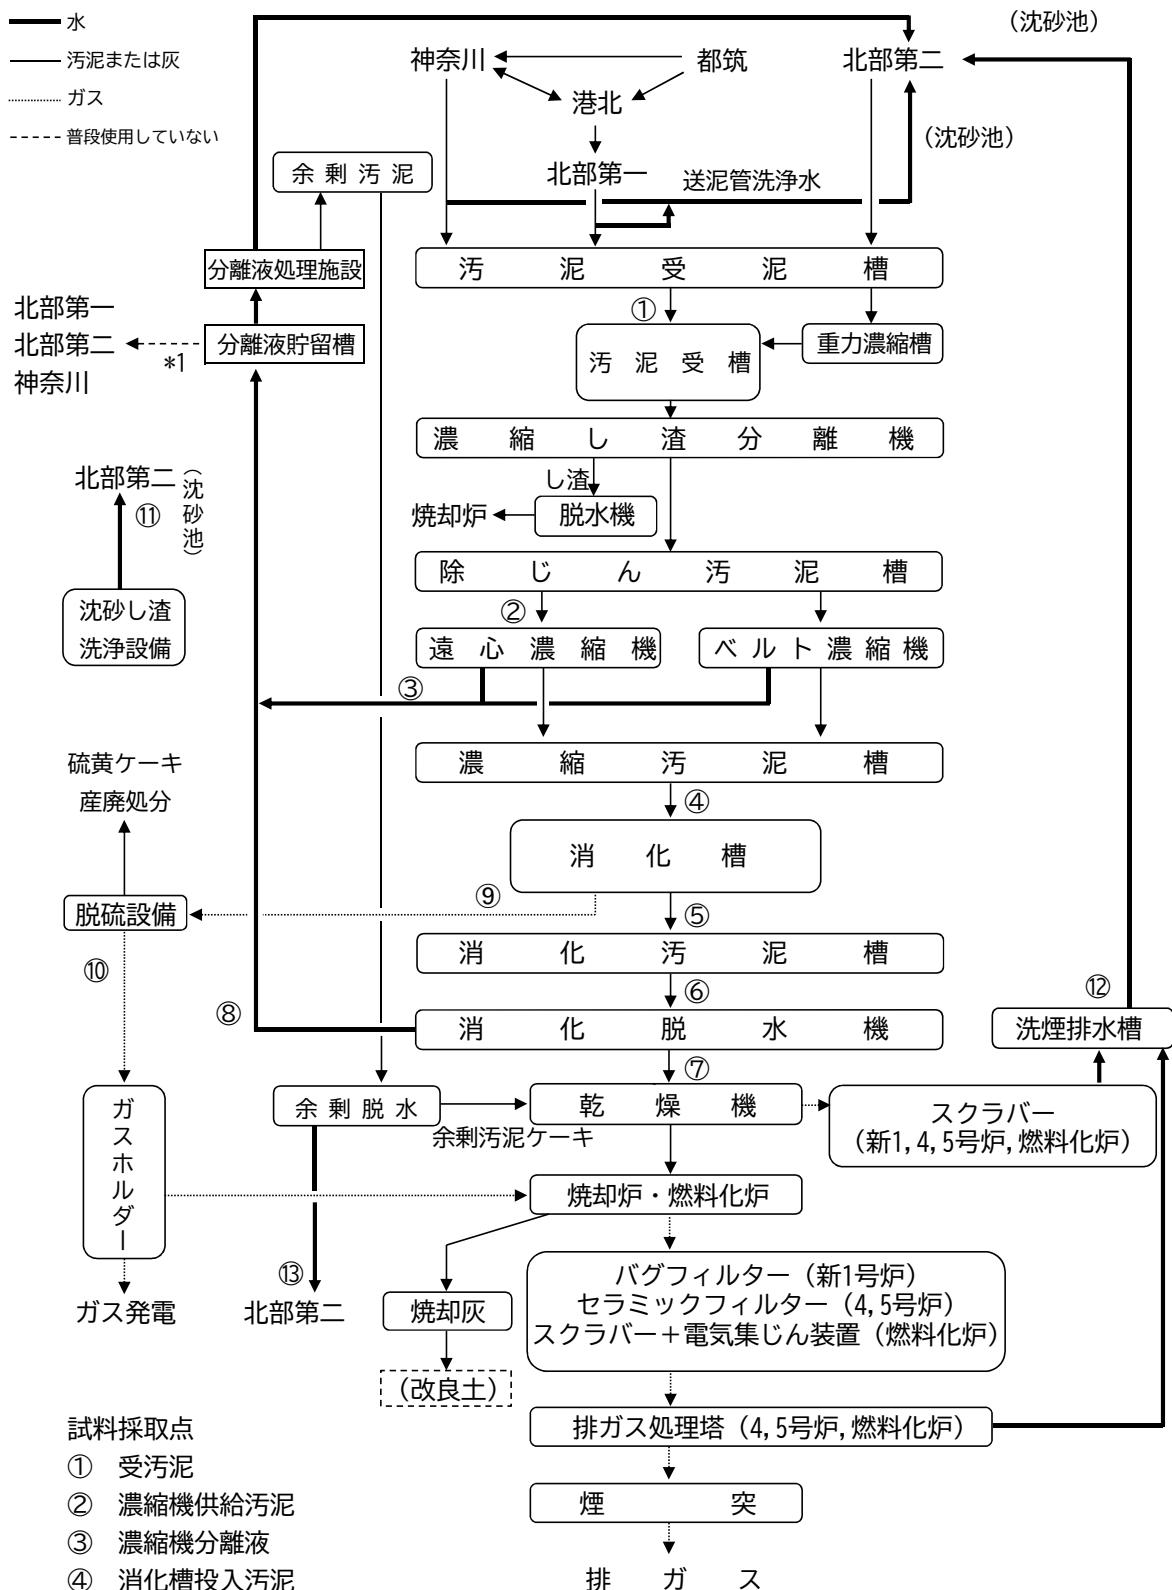 水
汚泥または灰
ガス
普段使用していない
(沈砂池)
神奈川
都筑
北部第二
港北
(沈砂池)
北部第一
余剰汚泥
送泥管洗浄水
分離液処理施設
汚泥受泥槽
北部第一
北部第二
神奈川
*1
分離液貯留槽
①
汚泥受槽
重力濃縮槽
濃縮し渣分離機
し渣
焼却炉
脱水機
北部第二
(沈砂池)
⑪
除じん汚泥槽
沈砂し渣
洗浄設備
②
遠心濃縮機
ベルト濃縮機
③
濃縮汚泥槽
硫黄ケーキ
産廃処分
④
消化槽
⑨
脱硫設備
⑤
消化汚泥槽
⑩
⑥
⑧
消化脱水機
⑫
洗煙排水槽
⑦
ガスホルダー
余剰脱水
余剰汚泥ケーキ
乾燥機
スクラバー
(新1,4,5号炉,燃料化炉)
焼却炉・燃料化炉
⑬
北部第二
ガス発電
焼却灰
(改良土)
バグフィルター(新1号炉)
セラミックフィルター(4,5号炉)
スクラバー+電気集じん装置(燃料化炉)
排ガス処理塔(4,5号炉,燃料化炉)
煙突
排ガス
試料採取点
① 受汚泥
② 濃縮機供給汚泥
③ 濃縮機分離液
④ 消化槽投入汚泥